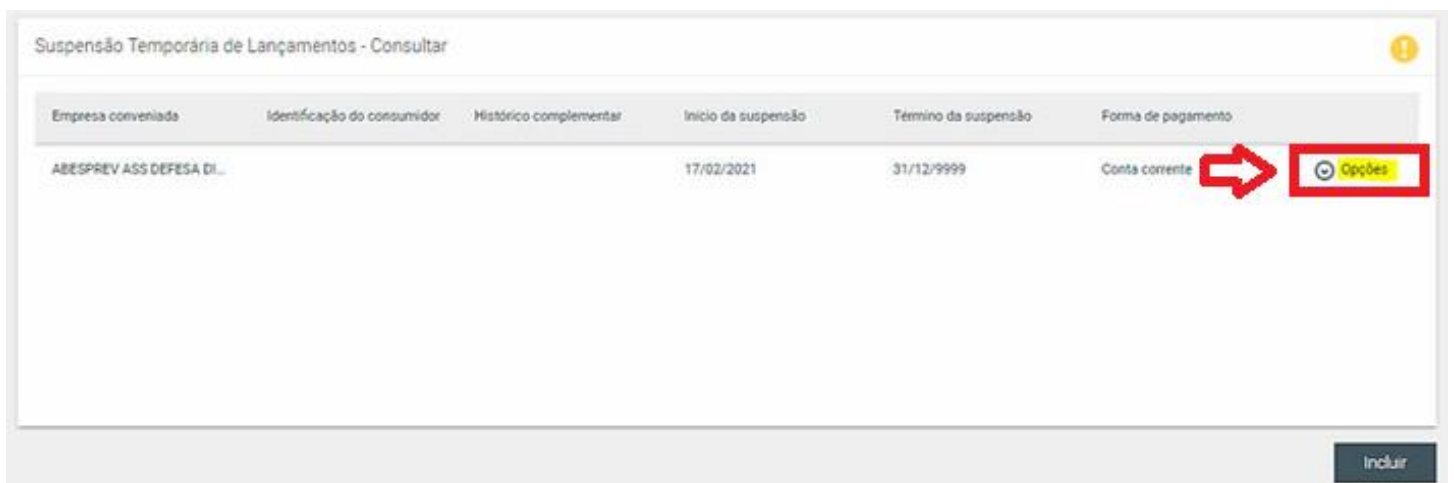 Suspensão Temporária de Lançamentos - Consultar
Empresa conveniada Identificação do consumidor Histórico complementar Início da suspensão Término da suspensão Forma de pagamento
ABESPREV ASS DEFESA DI... 17/02/2021 31/12/9999 Conta corrente Opções
Incluir